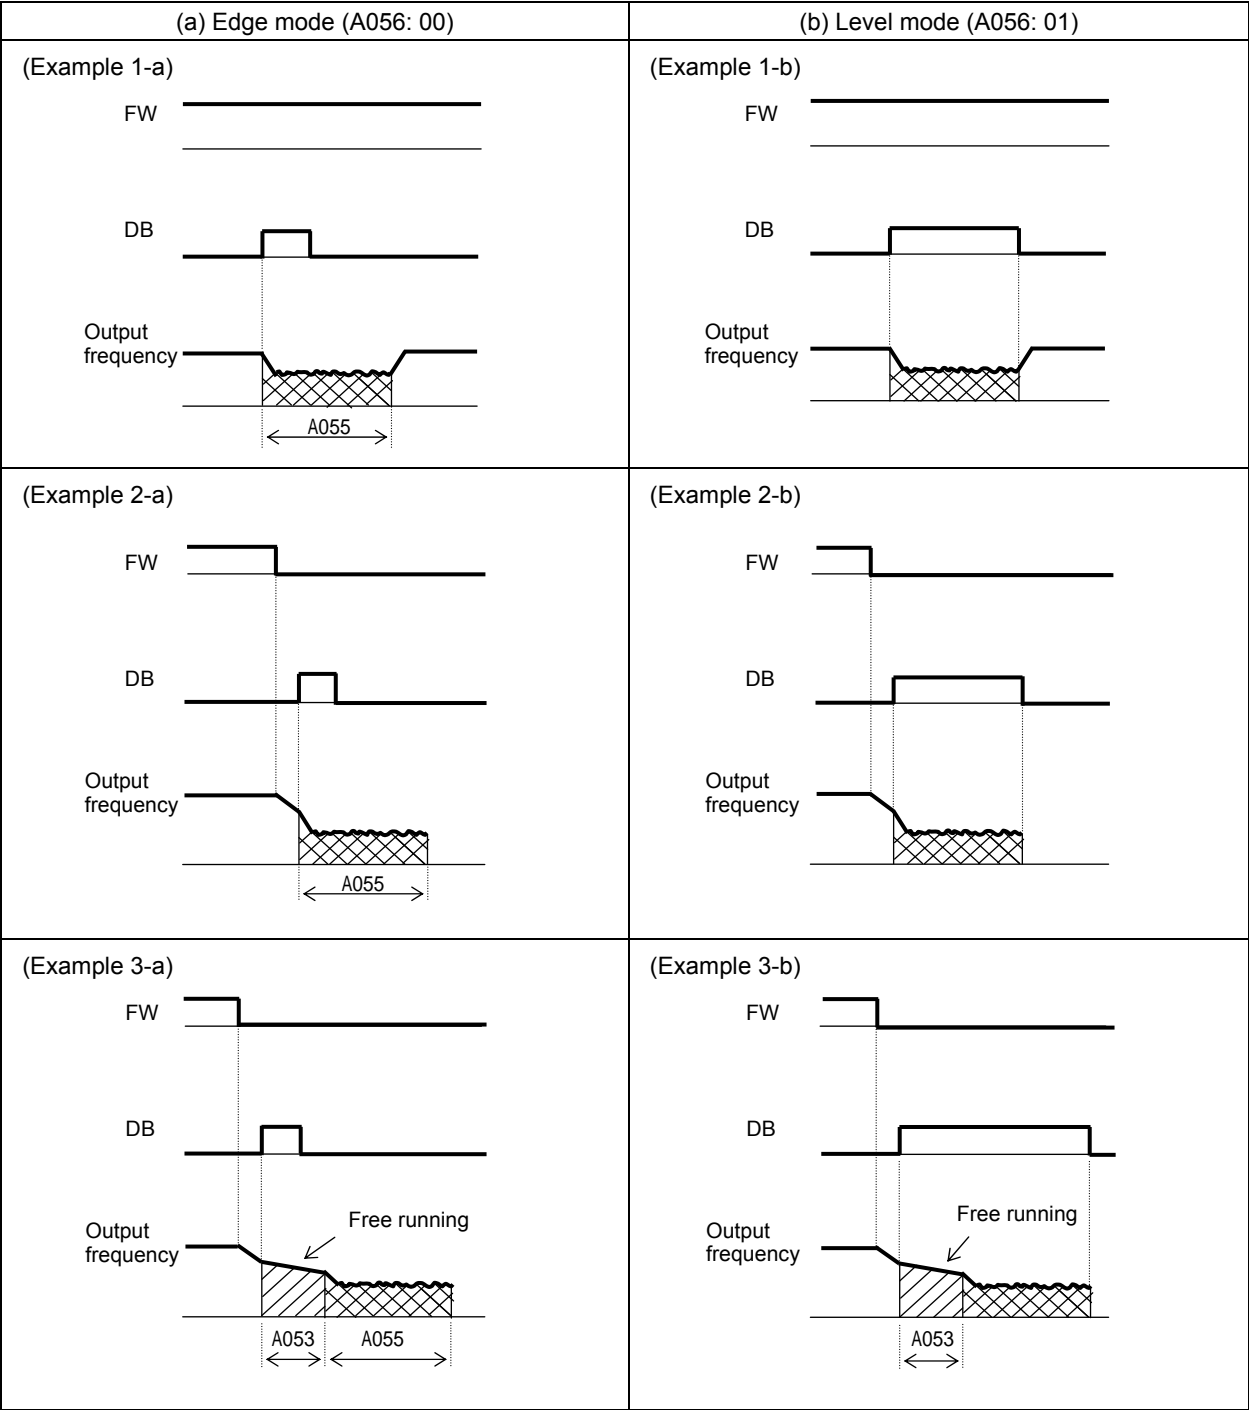 (a) Edge mode (A056: 00)
(b) Level mode (A056: 01)
(Example 1-a)
FW
DB
Output
frequency
A055
(Example 1-b)
FW
DB
Output
frequency
(Example 2-a)
FW
DB
Output
frequency
A055
(Example 2-b)
FW
DB
Output
frequency
(Example 3-a)
FW
DB
Output
frequency
Free running
A053
A055
(Example 3-b)
FW
DB
Output
frequency
Free running
A053